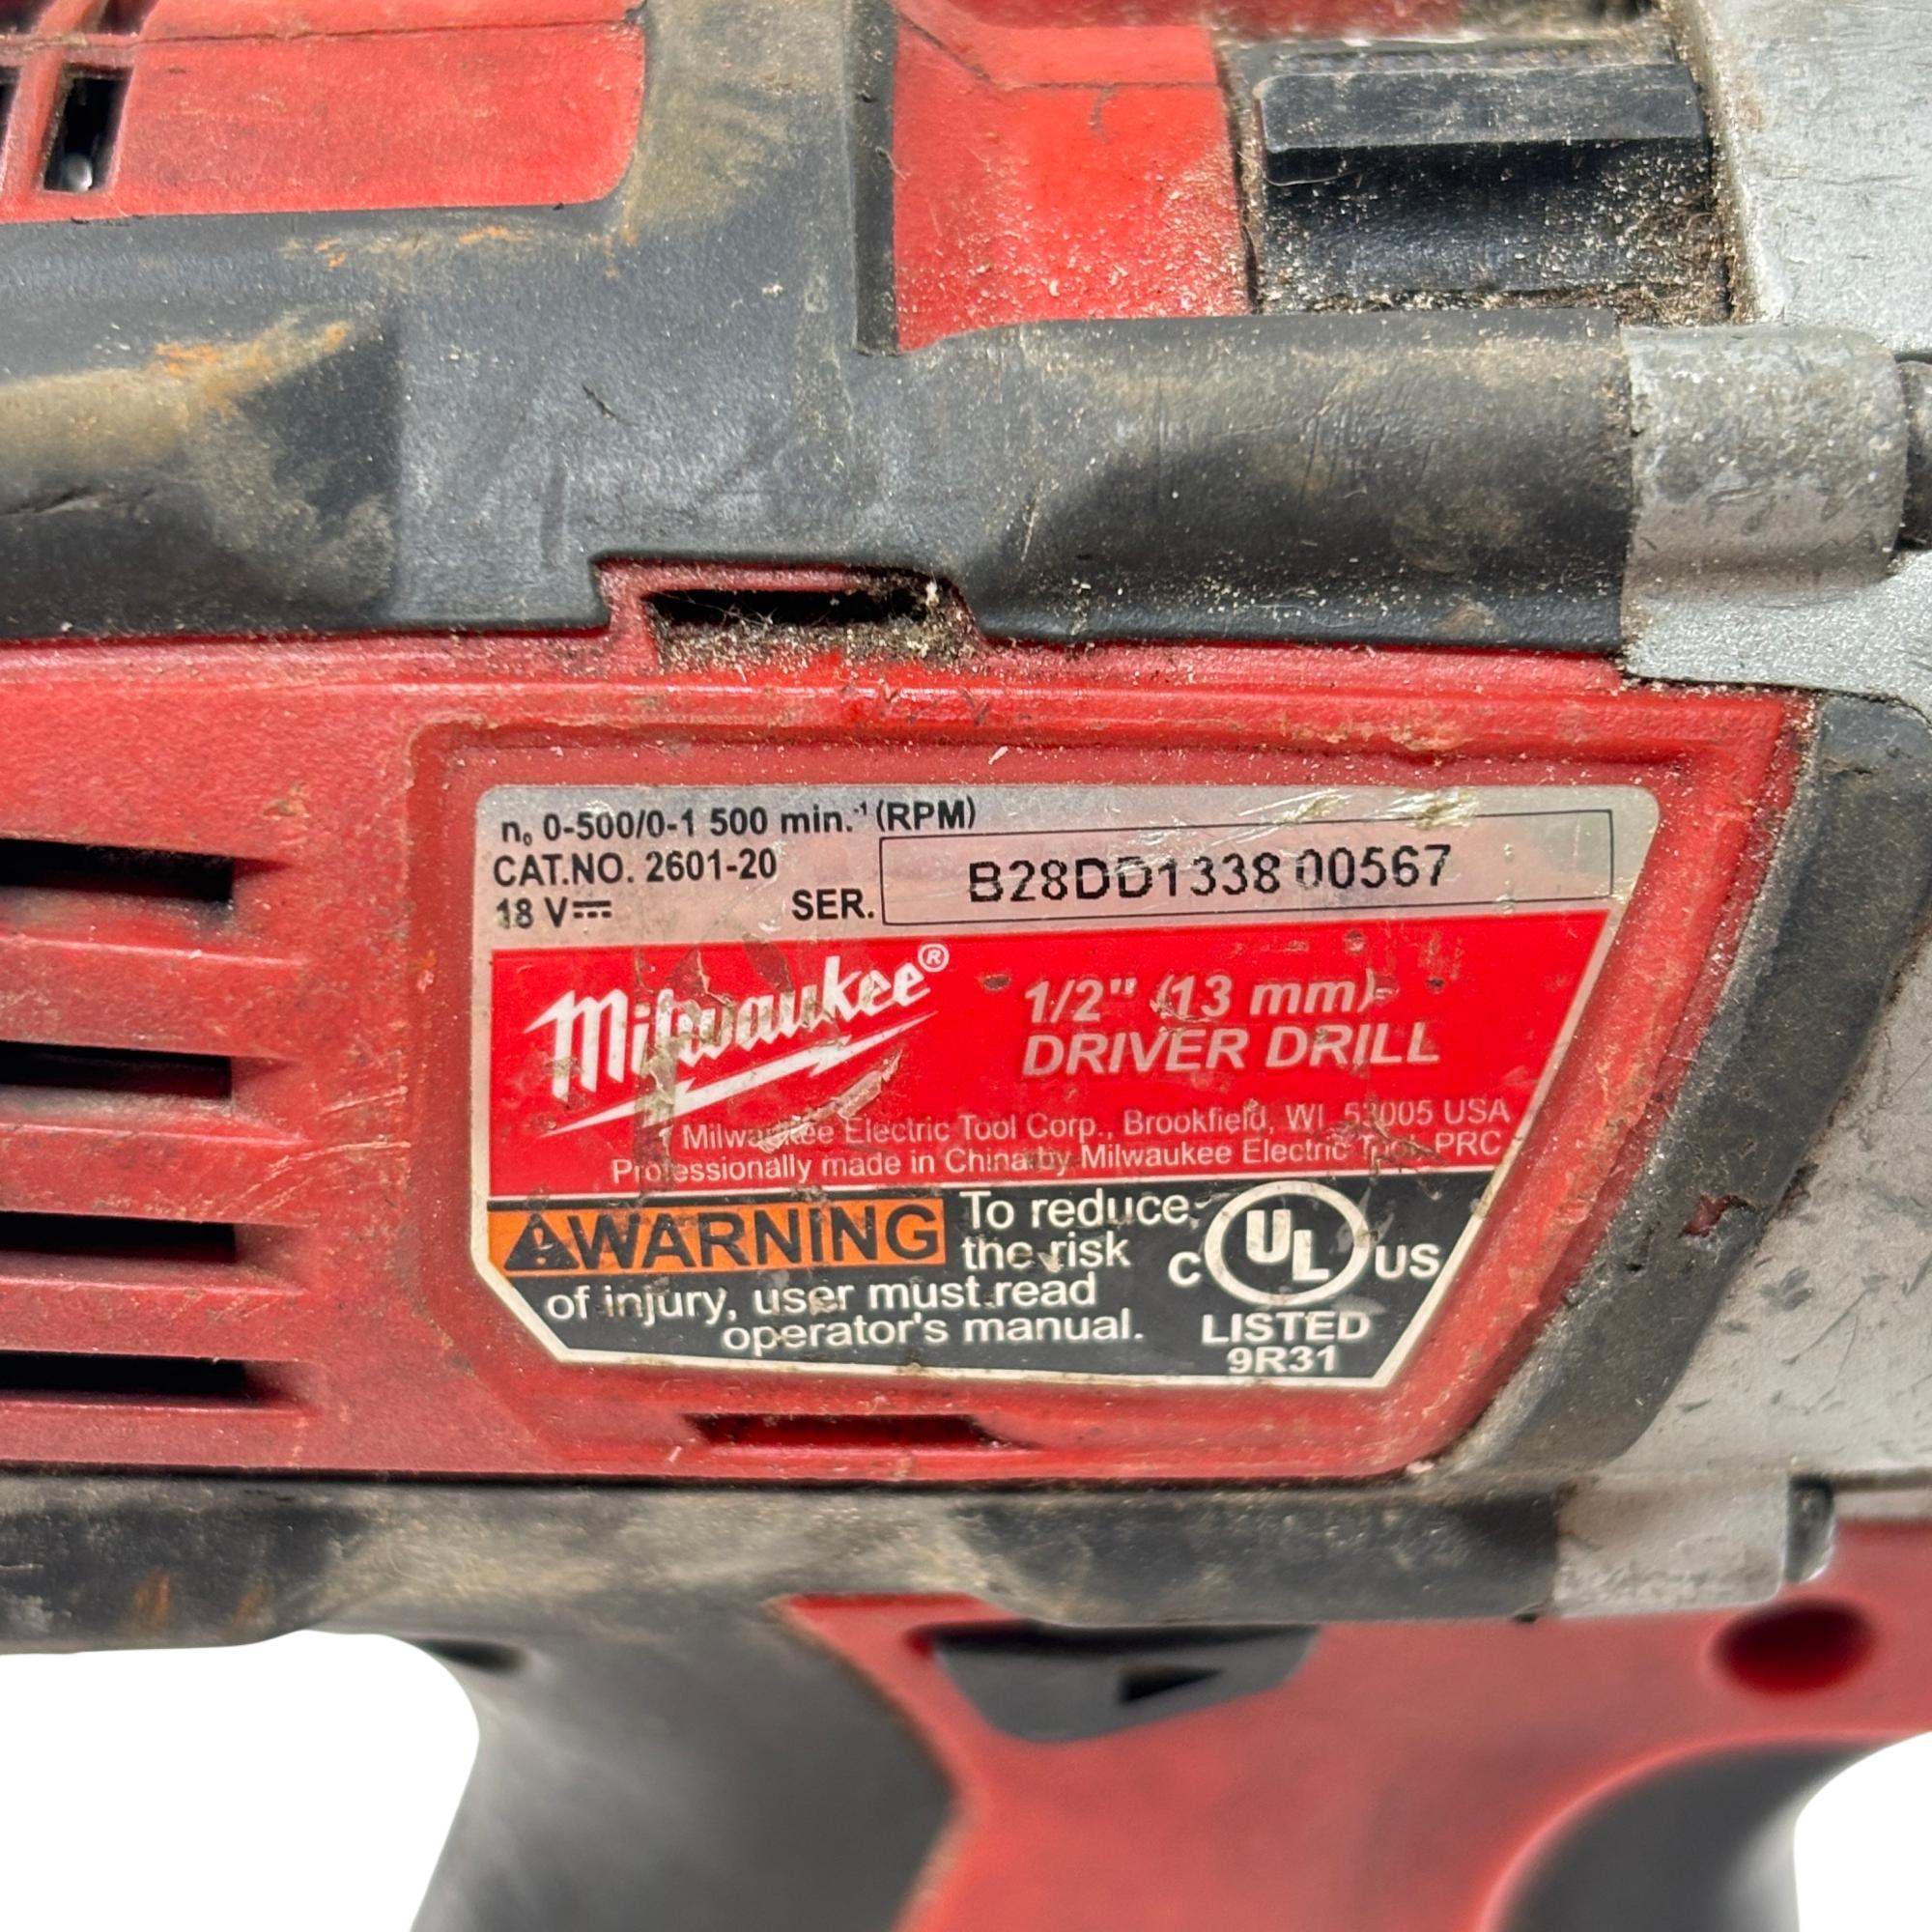 n₀ 0-500/0-1 500 min.⁻¹ (RPM)
CAT.NO. 2601-20
18 V⎓ SER. B28DD133800567
Milwaukee®
1/2" (13 mm)
DRIVER DRILL
Milwaukee Electric Tool Corp., Brookfield, WI 53005 USA
Professionally made in China by Milwaukee Electric Tool PRC
⚠WARNING To reduce
the risk
of injury, user must read
operator's manual.
C UL US
LISTED
9R31